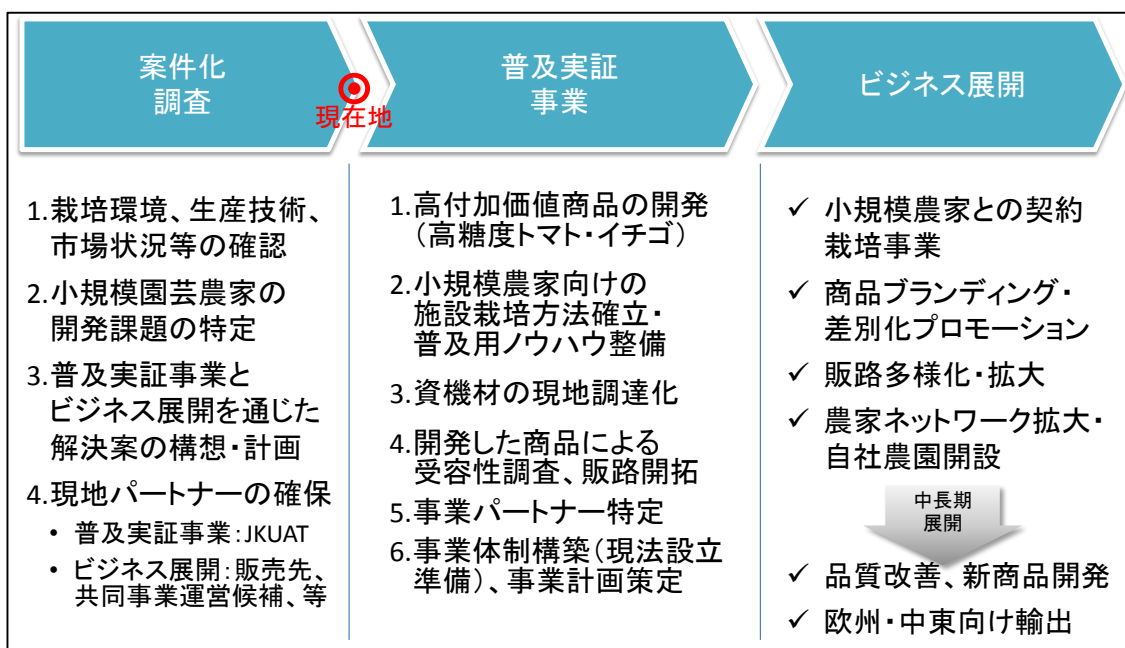 案件化
調査
現在地
普及実証
事業
ビジネス展開
1.栽培環境、生産技術、
市場状況等の確認
2.小規模園芸農家の
開発課題の特定
3.普及実証事業と
ビジネス展開を通じた
解決案の構想・計画
4.現地パートナーの確保
• 普及実証事業：JKUAT
• ビジネス展開：販売先、
共同事業運営候補、等
1.高付加価値商品の開発
（高糖度トマト・イチゴ）
2.小規模農家向けの
施設栽培方法確立・
普及用ノウハウ整備
3.資機材の現地調達化
4.開発した商品による
受容性調査、販路開拓
5.事業パートナー特定
6.事業体制構築（現法設立
準備）、事業計画策定
✓ 小規模農家との契約
栽培事業
✓ 商品ブランディング・
差別化プロモーション
✓ 販路多様化・拡大
✓ 農家ネットワーク拡大・
自社農園開設
中長期
展開
✓ 品質改善、新商品開発
✓ 欧州・中東向け輸出